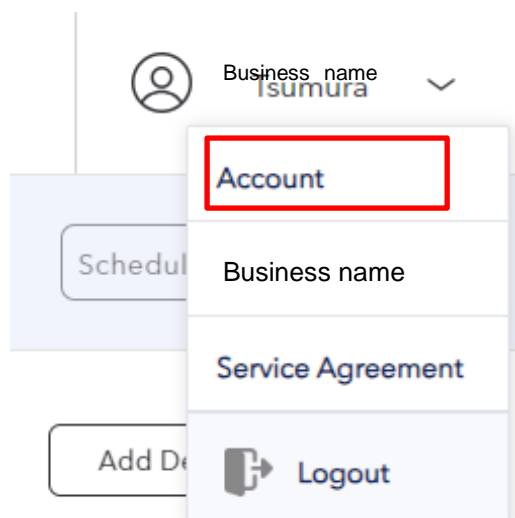 Business name
Tsumura
Account
Schedul
Business name
Service Agreement
Add De
Logout